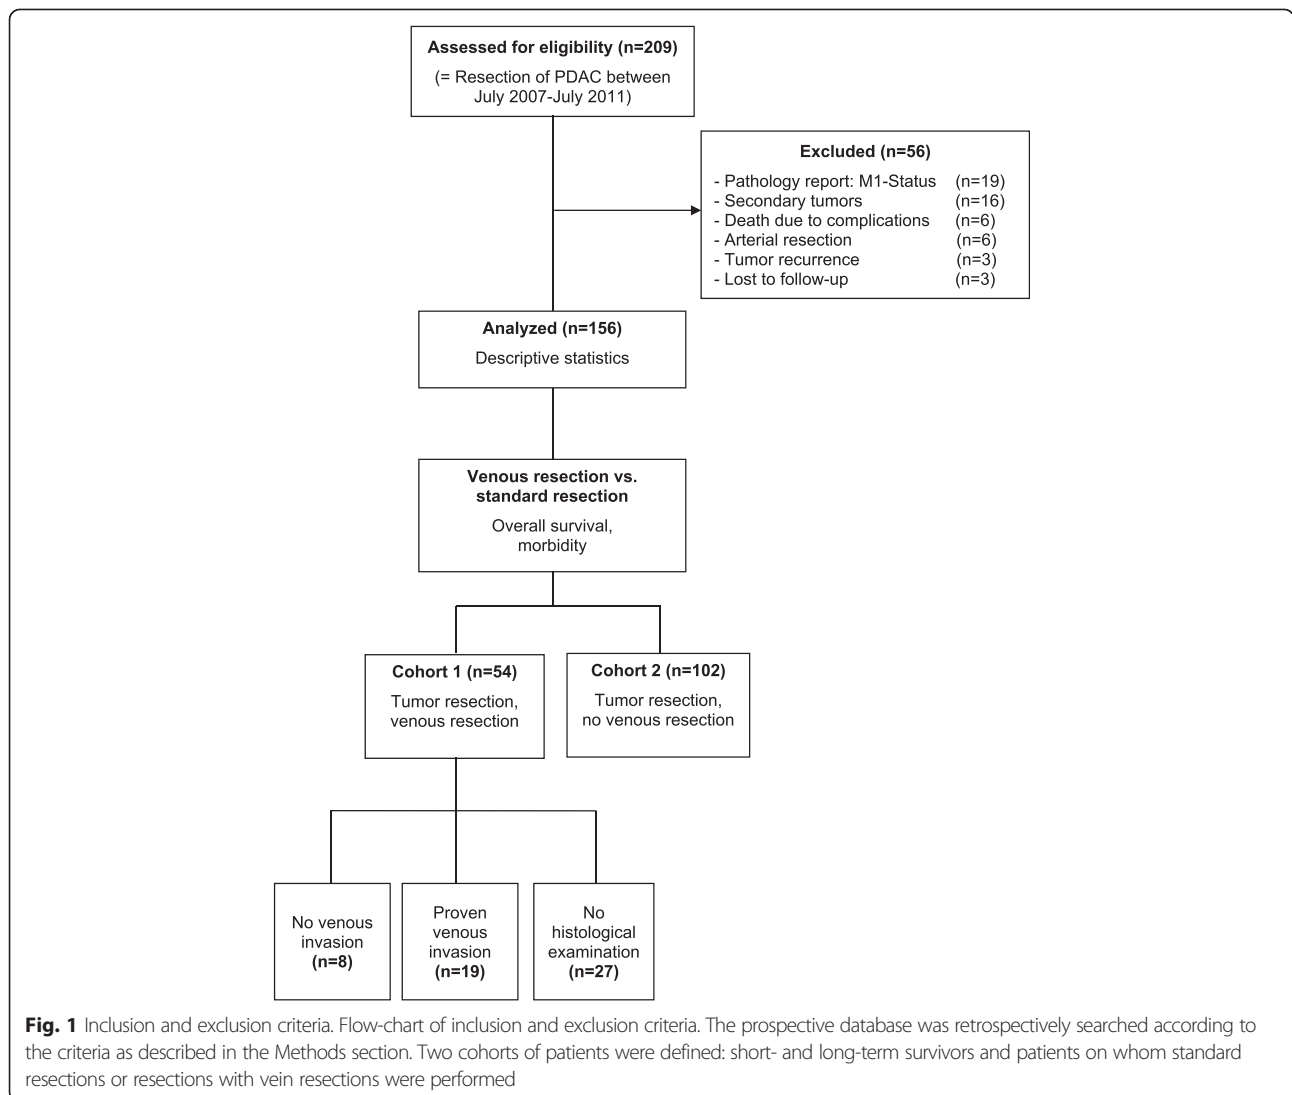 Assessed for eligibility (n=209)
(= Resection of PDAC between
July 2007-July 2011)
Excluded (n=56)
- Pathology report: M1-Status (n=19)
- Secondary tumors (n=16)
- Death due to complications (n=6)
- Arterial resection (n=6)
- Tumor recurrence (n=3)
- Lost to follow-up (n=3)
Analyzed (n=156)
Descriptive statistics
Venous resection vs.
standard resection
Overall survival,
morbidity
Cohort 1 (n=54)
Tumor resection,
venous resection
Cohort 2 (n=102)
Tumor resection,
no venous resection
No venous
invasion
(n=8)
Proven
venous
invasion
(n=19)
No
histological
examination
(n=27)
Fig. 1 Inclusion and exclusion criteria. Flow-chart of inclusion and exclusion criteria. The prospective database was retrospectively searched according to
the criteria as described in the Methods section. Two cohorts of patients were defined: short- and long-term survivors and patients on whom standard
resections or resections with vein resections were performed